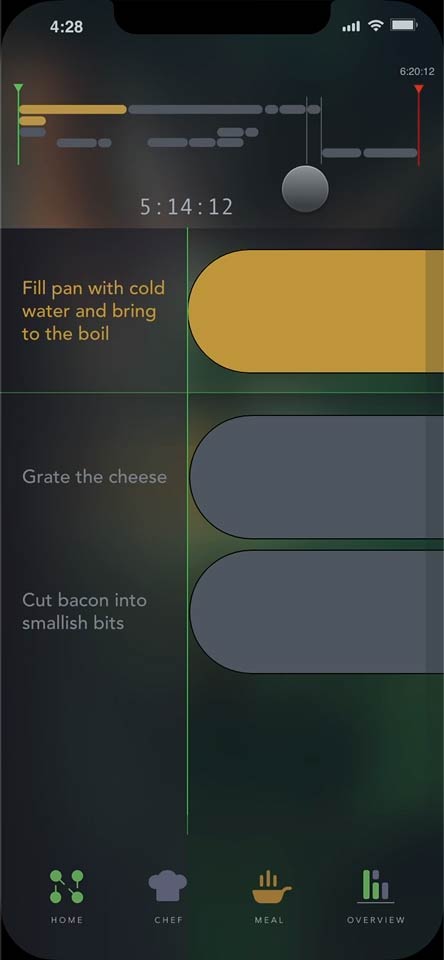 4:28
6:20:12
5:14:12
Fill pan with cold
water and bring
to the boil
Grate the cheese
Cut bacon into
smallish bits
HOME
CHEF
MEAL
OVERVIEW